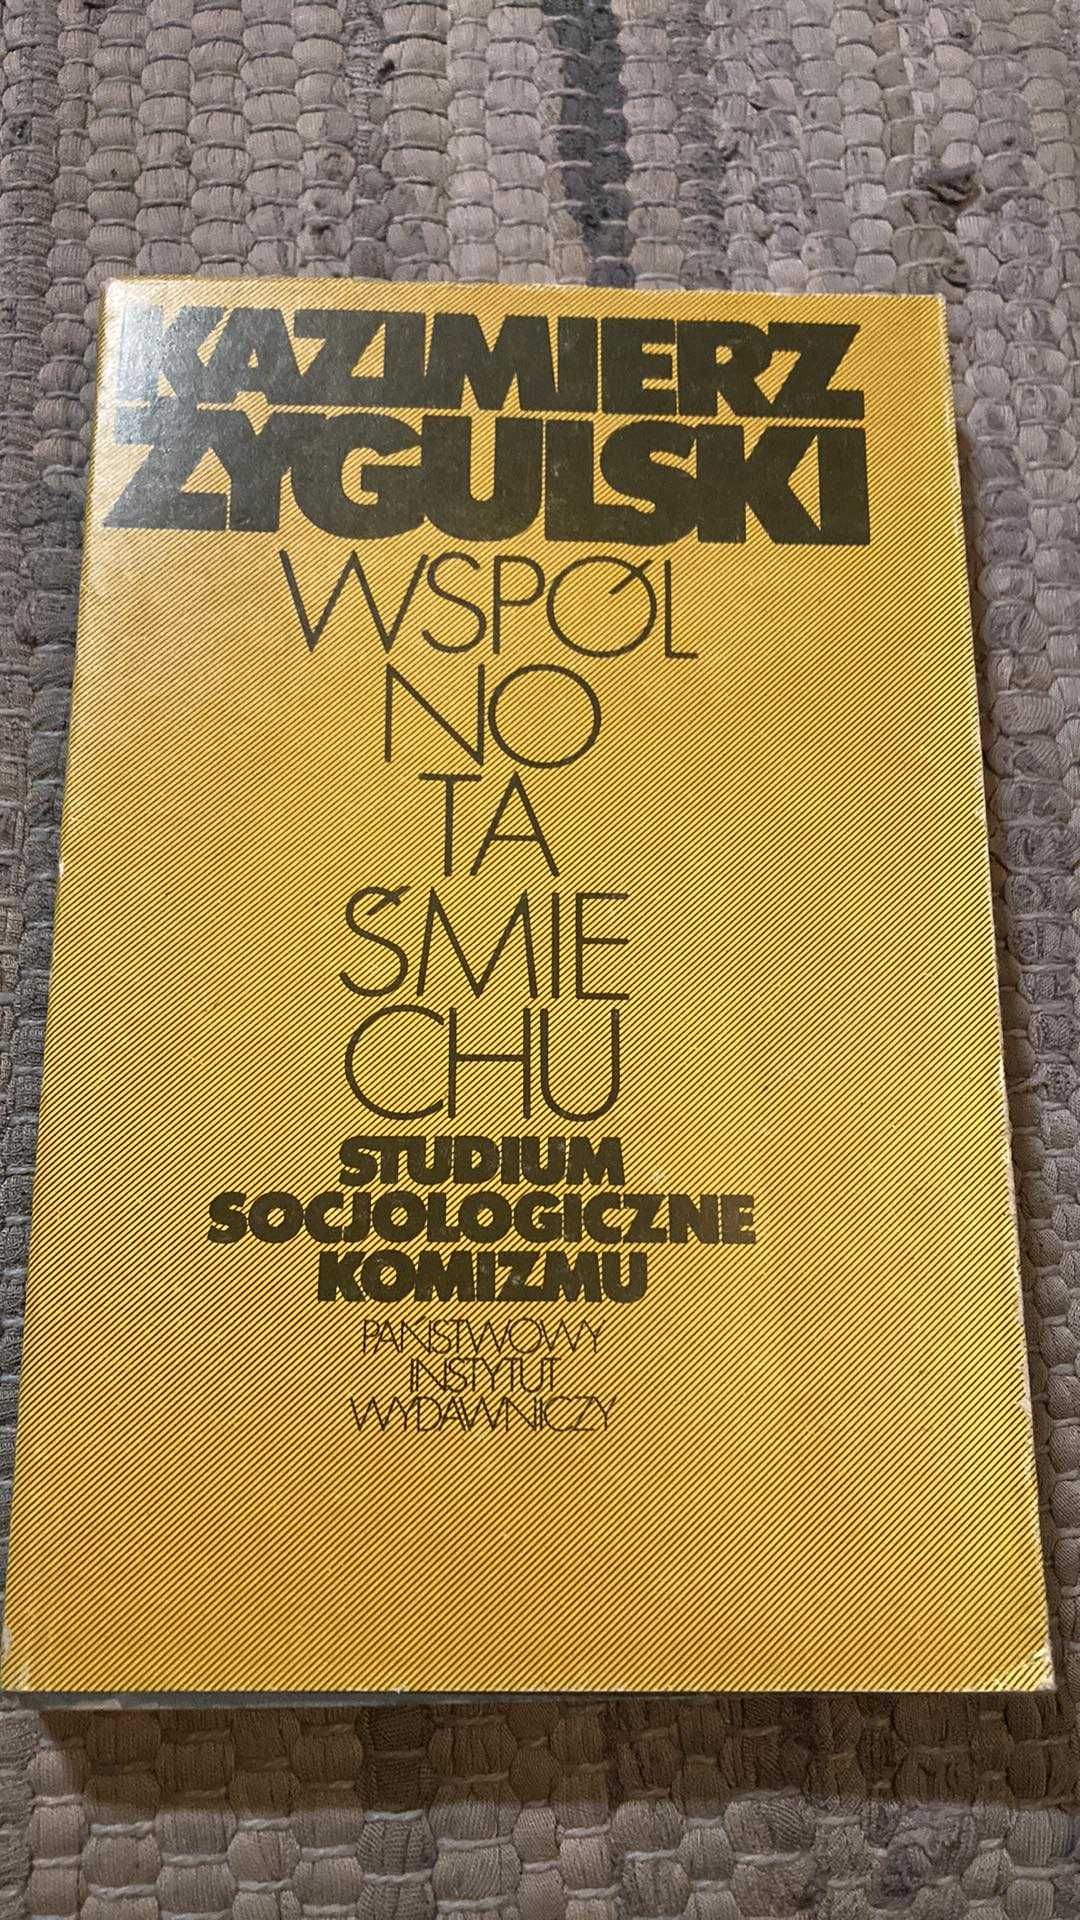 KAZIMIERZ
ŻYGULSKI
WSPÓL
NO
TA
ŚMIE
CHU
STUDIUM
SOCJOLOGICZNE
KOMIZMU
PAŃSTWOWY
INSTYTUT
WYDAWNICZY